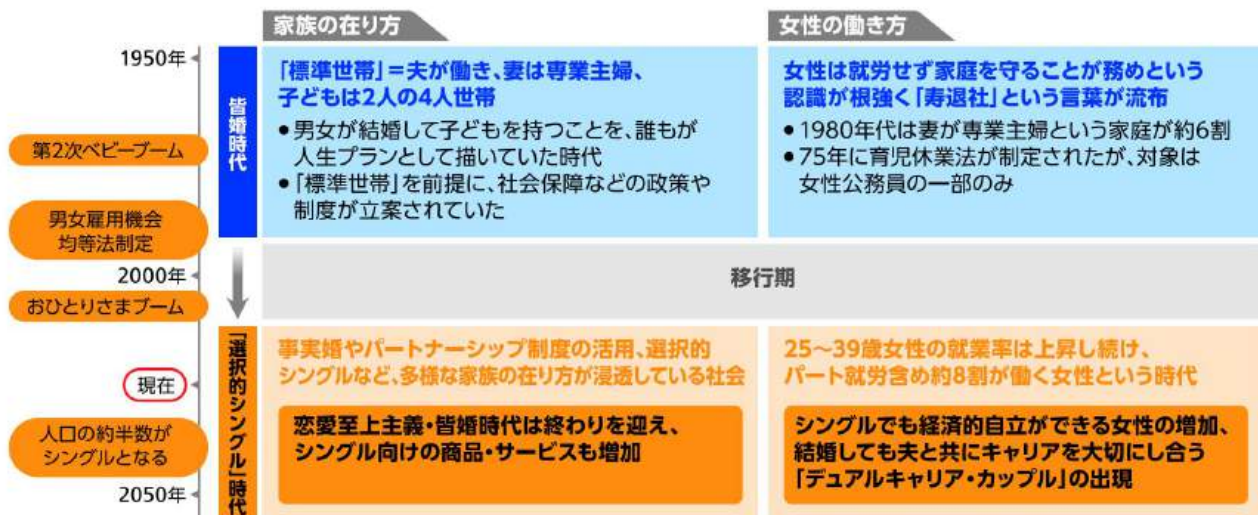 家族の在り方
女性の働き方
1950年
皆婚時代
「標準世帯」=夫が働き、妻は専業主婦、
子どもは2人の4人世帯
●男女が結婚して子どもを持つことを、誰もが
人生プランとして描いていた時代
●「標準世帯」を前提に、社会保障などの政策や
制度が立案されていた
女性は就労せず家庭を守ることが務めという
認識が根強く「寿退社」という言葉が流布
●1980年代は妻が専業主婦という家庭が約6割
●75年に育児休業法が制定されたが、対象は
女性公務員の一部のみ
第2次ベビーブーム
男女雇用機会
均等法制定
2000年
移行期
おひとりさまブーム
「選択的シングル」時代
事実婚やパートナーシップ制度の活用、選択的
シングルなど、多様な家族の在り方が浸透している社会
恋愛至上主義・皆婚時代は終わりを迎え、
シングル向けの商品・サービスも増加
25～39歳女性の就業率は上昇し続け、
パート就労含め約8割が働く女性という時代
シングルでも経済的自立ができる女性の増加、
結婚しても夫と共にキャリアを大切にし合う
「デュアルキャリア・カップル」の出現
現在
人口の約半数が
シングルとなる
2050年